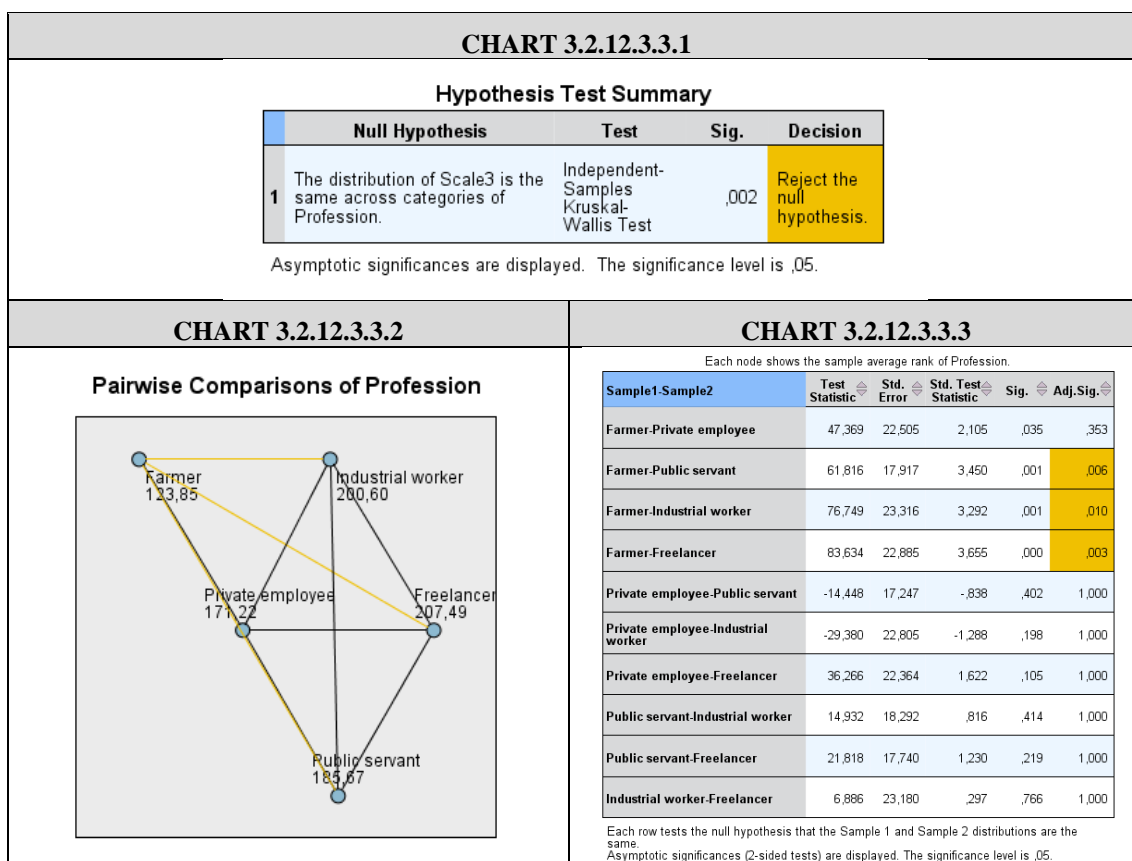 CHART 3.2.12.3.3.1
Hypothesis Test Summary
Null Hypothesis Test Sig. Decision
1 The distribution of Scale3 is the same across categories of Profession. Independent-Samples Kruskal-Wallis Test ,002 Reject the null hypothesis.
Asymptotic significances are displayed. The significance level is ,05.
CHART 3.2.12.3.3.2
Pairwise Comparisons of Profession
Farmer
123,85
Industrial worker
200,60
Private employee
171,22
Freelancer
207,49
Public servant
185,67
CHART 3.2.12.3.3.3
Each node shows the sample average rank of Profession.
Sample1-Sample2 Test Statistic Std. Error Std. Test Statistic Sig. Adj.Sig.
Farmer-Private employee 47,369 22,505 2,105 ,035 ,353
Farmer-Public servant 61,816 17,917 3,450 ,001 ,006
Farmer-Industrial worker 76,749 23,316 3,292 ,001 ,010
Farmer-Freelancer 83,634 22,885 3,655 ,000 ,003
Private employee-Public servant -14,448 17,247 -,838 ,402 1,000
Private employee-Industrial worker -29,380 22,805 -1,288 ,198 1,000
Private employee-Freelancer 36,266 22,364 1,622 ,105 1,000
Public servant-Industrial worker 14,932 18,292 ,816 ,414 1,000
Public servant-Freelancer 21,818 17,740 1,230 ,219 1,000
Industrial worker-Freelancer 6,886 23,180 ,297 ,766 1,000
Each row tests the null hypothesis that the Sample 1 and Sample 2 distributions are the
same.
Asymptotic significances (2-sided tests) are displayed. The significance level is ,05.